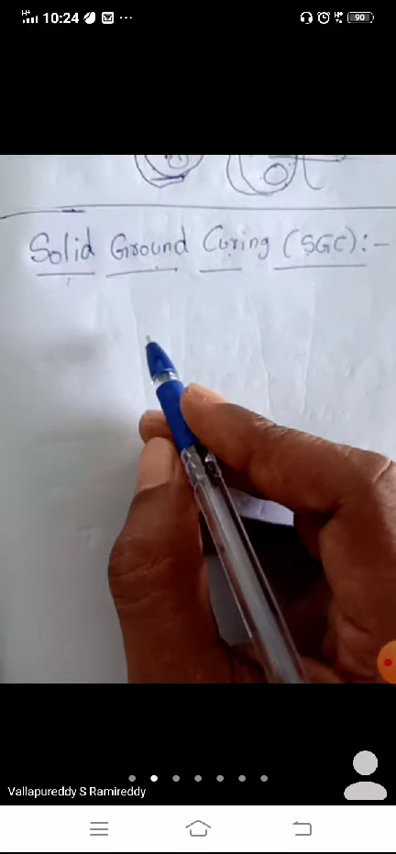 H+ 10:24 ... 90
Solid Ground Curing (SGC):-
Vallapureddy S Ramireddy